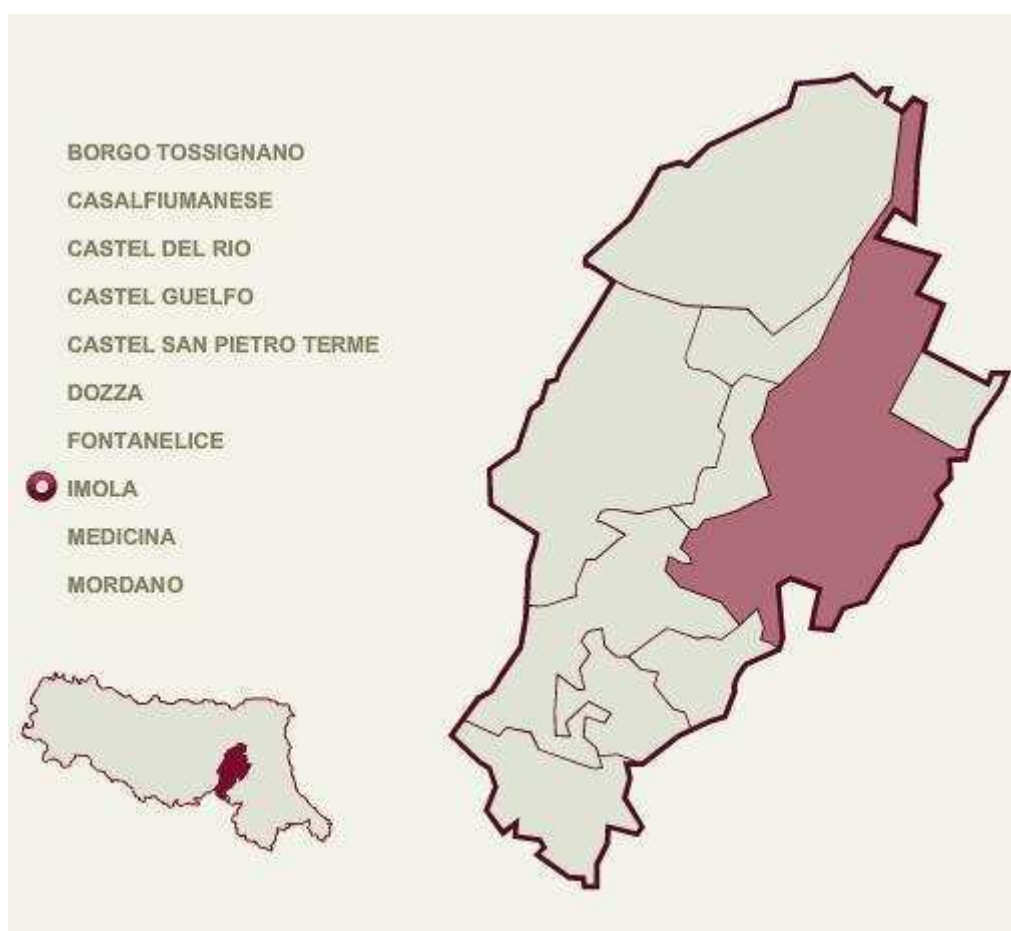 BORGO TOSSIGNANO
CASALFIUMANESE
CASTEL DEL RIO
CASTEL GUELFO
CASTEL SAN PIETRO TERME
DOZZA
FONTANELICE
IMOLA
MEDICINA
MORDANO